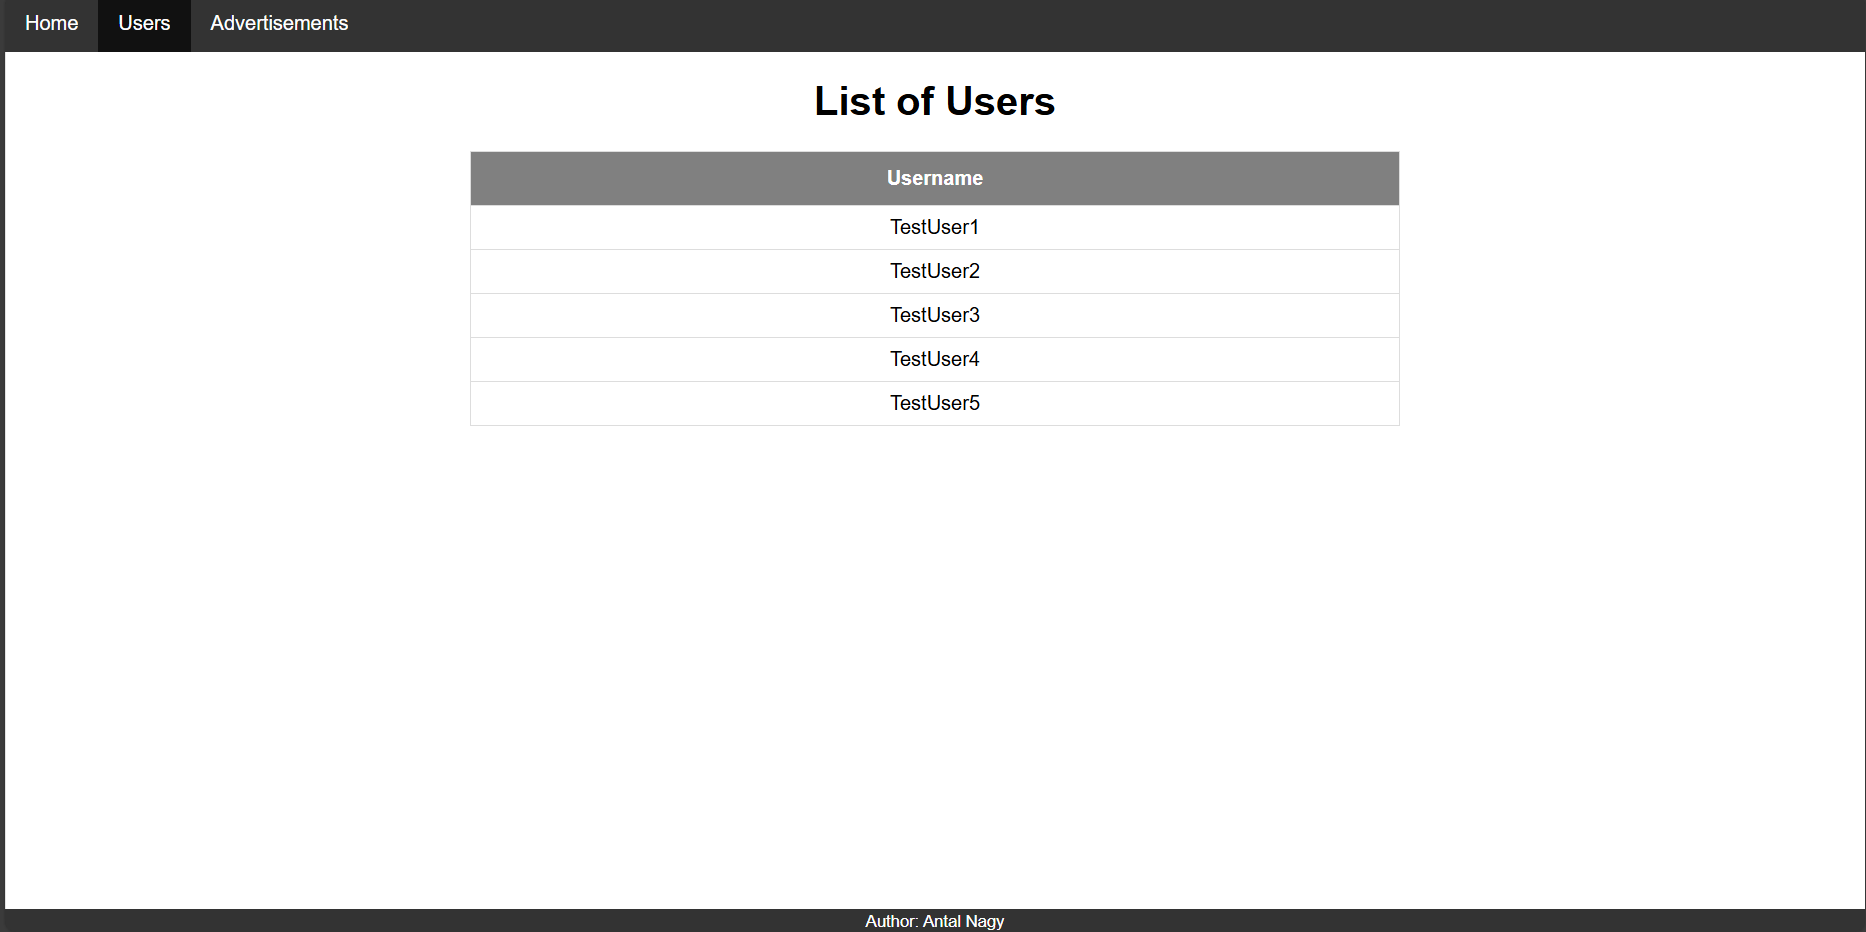 Home Users Advertisements
List of Users
Username
TestUser1
TestUser2
TestUser3
TestUser4
TestUser5
Author: Antal Nagy